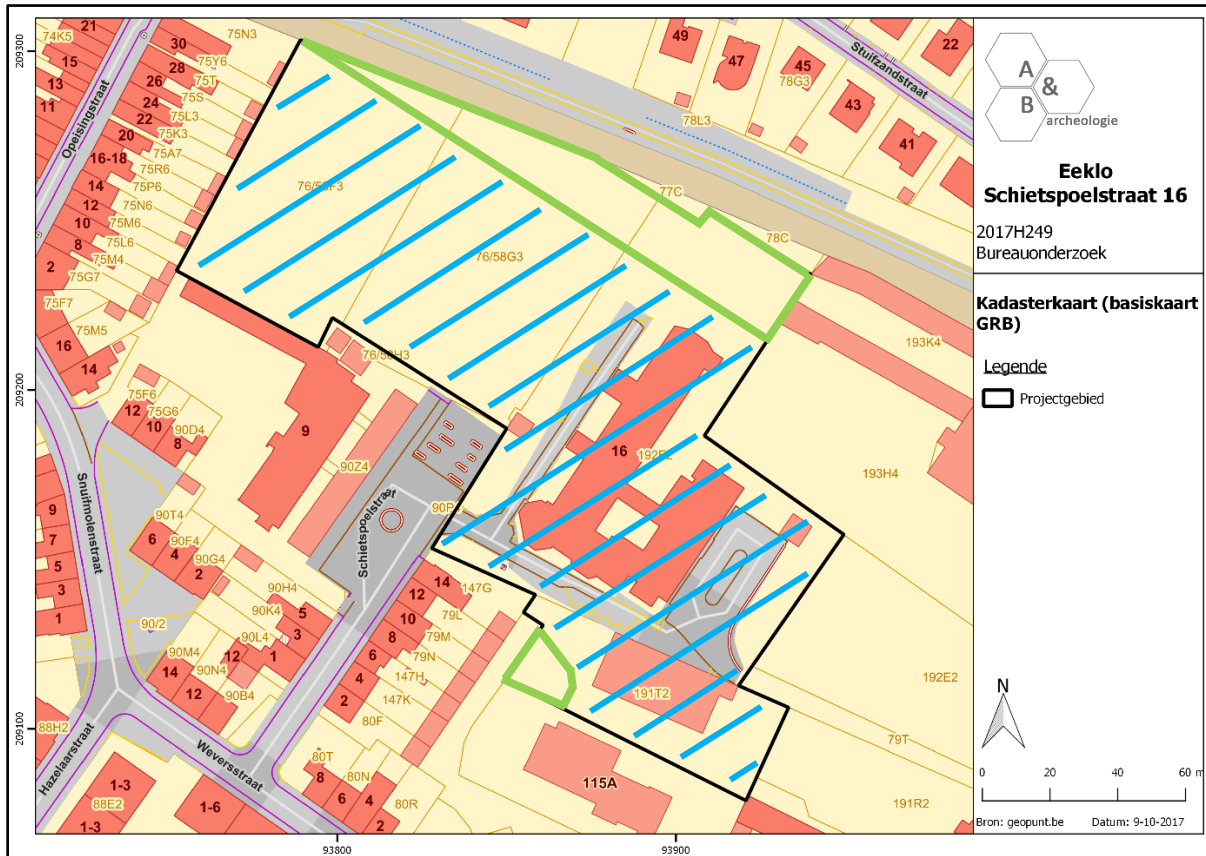 A
&
B
archeologie
Eeklo
Schietspoelstraat 16
2017H249
Bureauonderzoek
Kadasterkaart (basiskaart
GRB)
Legende
Projectgebied
N
0 20 40 60 m
Bron: geopunt.be Datum: 9-10-2017
209300
209200
209100
93800
93900
74K5
21
15
13
11
30
28
26
24
22
20
16-18
14
12
10
8
2
75N3
75Y6
75T
75S
75L3
75K3
75A7
75R6
75P6
75N6
75M6
75L6
75M4
75G7
75F7
75M5
16
14
Opeisingstraat
49
47
45
43
41
22
Stuifzandstraat
78G3
78L3
77C
78C
76/58G3
193K4
193H4
9
16
90Z4
75F6
75G6
90D4
12
10
8
90T4
90F4
90G4
6
4
2
Snuifmolenstraat
9
7
5
3
1
90/2
90H4
90K4
90L4
90M4
90N4
90B4
5
3
1
12
14
12
Schietspoelstraat
14
12
10
8
6
4
2
147G
79L
79M
79N
147H
147K
80F
191T2
192E2
79T
191R2
115A
88H2
Hazelaarstraat
Weversstraat
1-3
88E2
1-3
1-6
80T
80N
80R
8
6
4
2